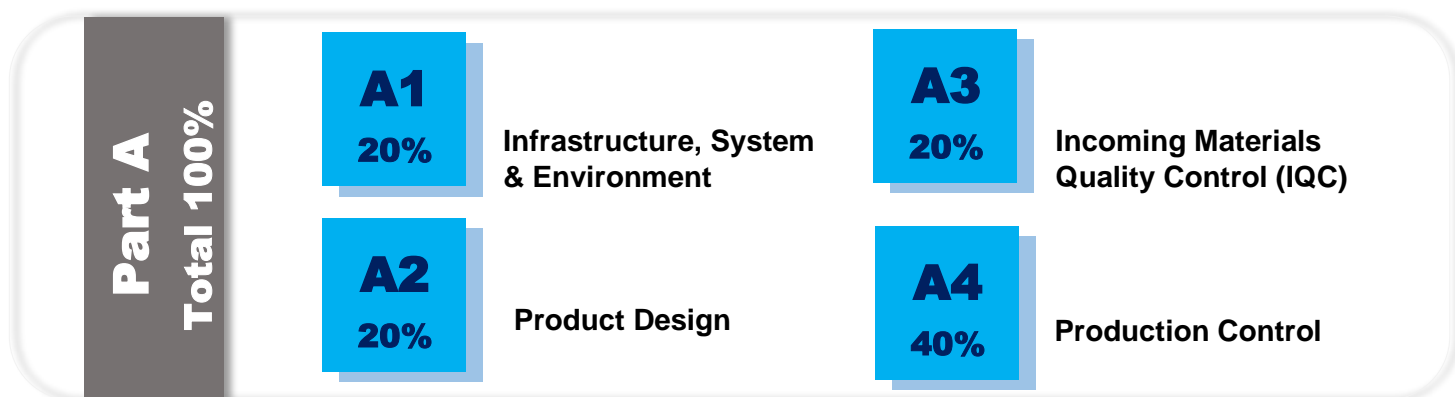 Part A
Total 100%
A1
20%
Infrastructure, System
& Environment
A2
20%
Product Design
A3
20%
Incoming Materials
Quality Control (IQC)
A4
40%
Production Control